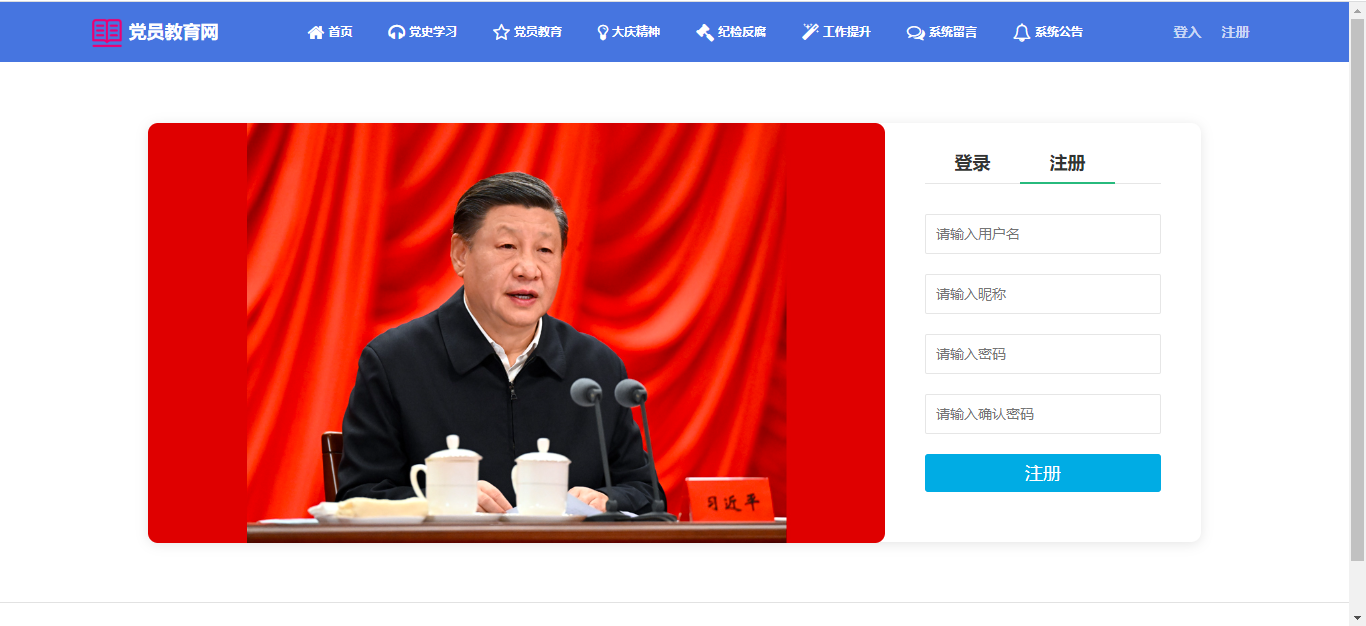 党员教育网 首页 党史学习 党员教育 大庆精神 纪检反腐 工作提升 系统留言 系统公告 登入 注册
登录 注册
请输入用户名
请输入昵称
请输入密码
请输入确认密码
注册
习近平